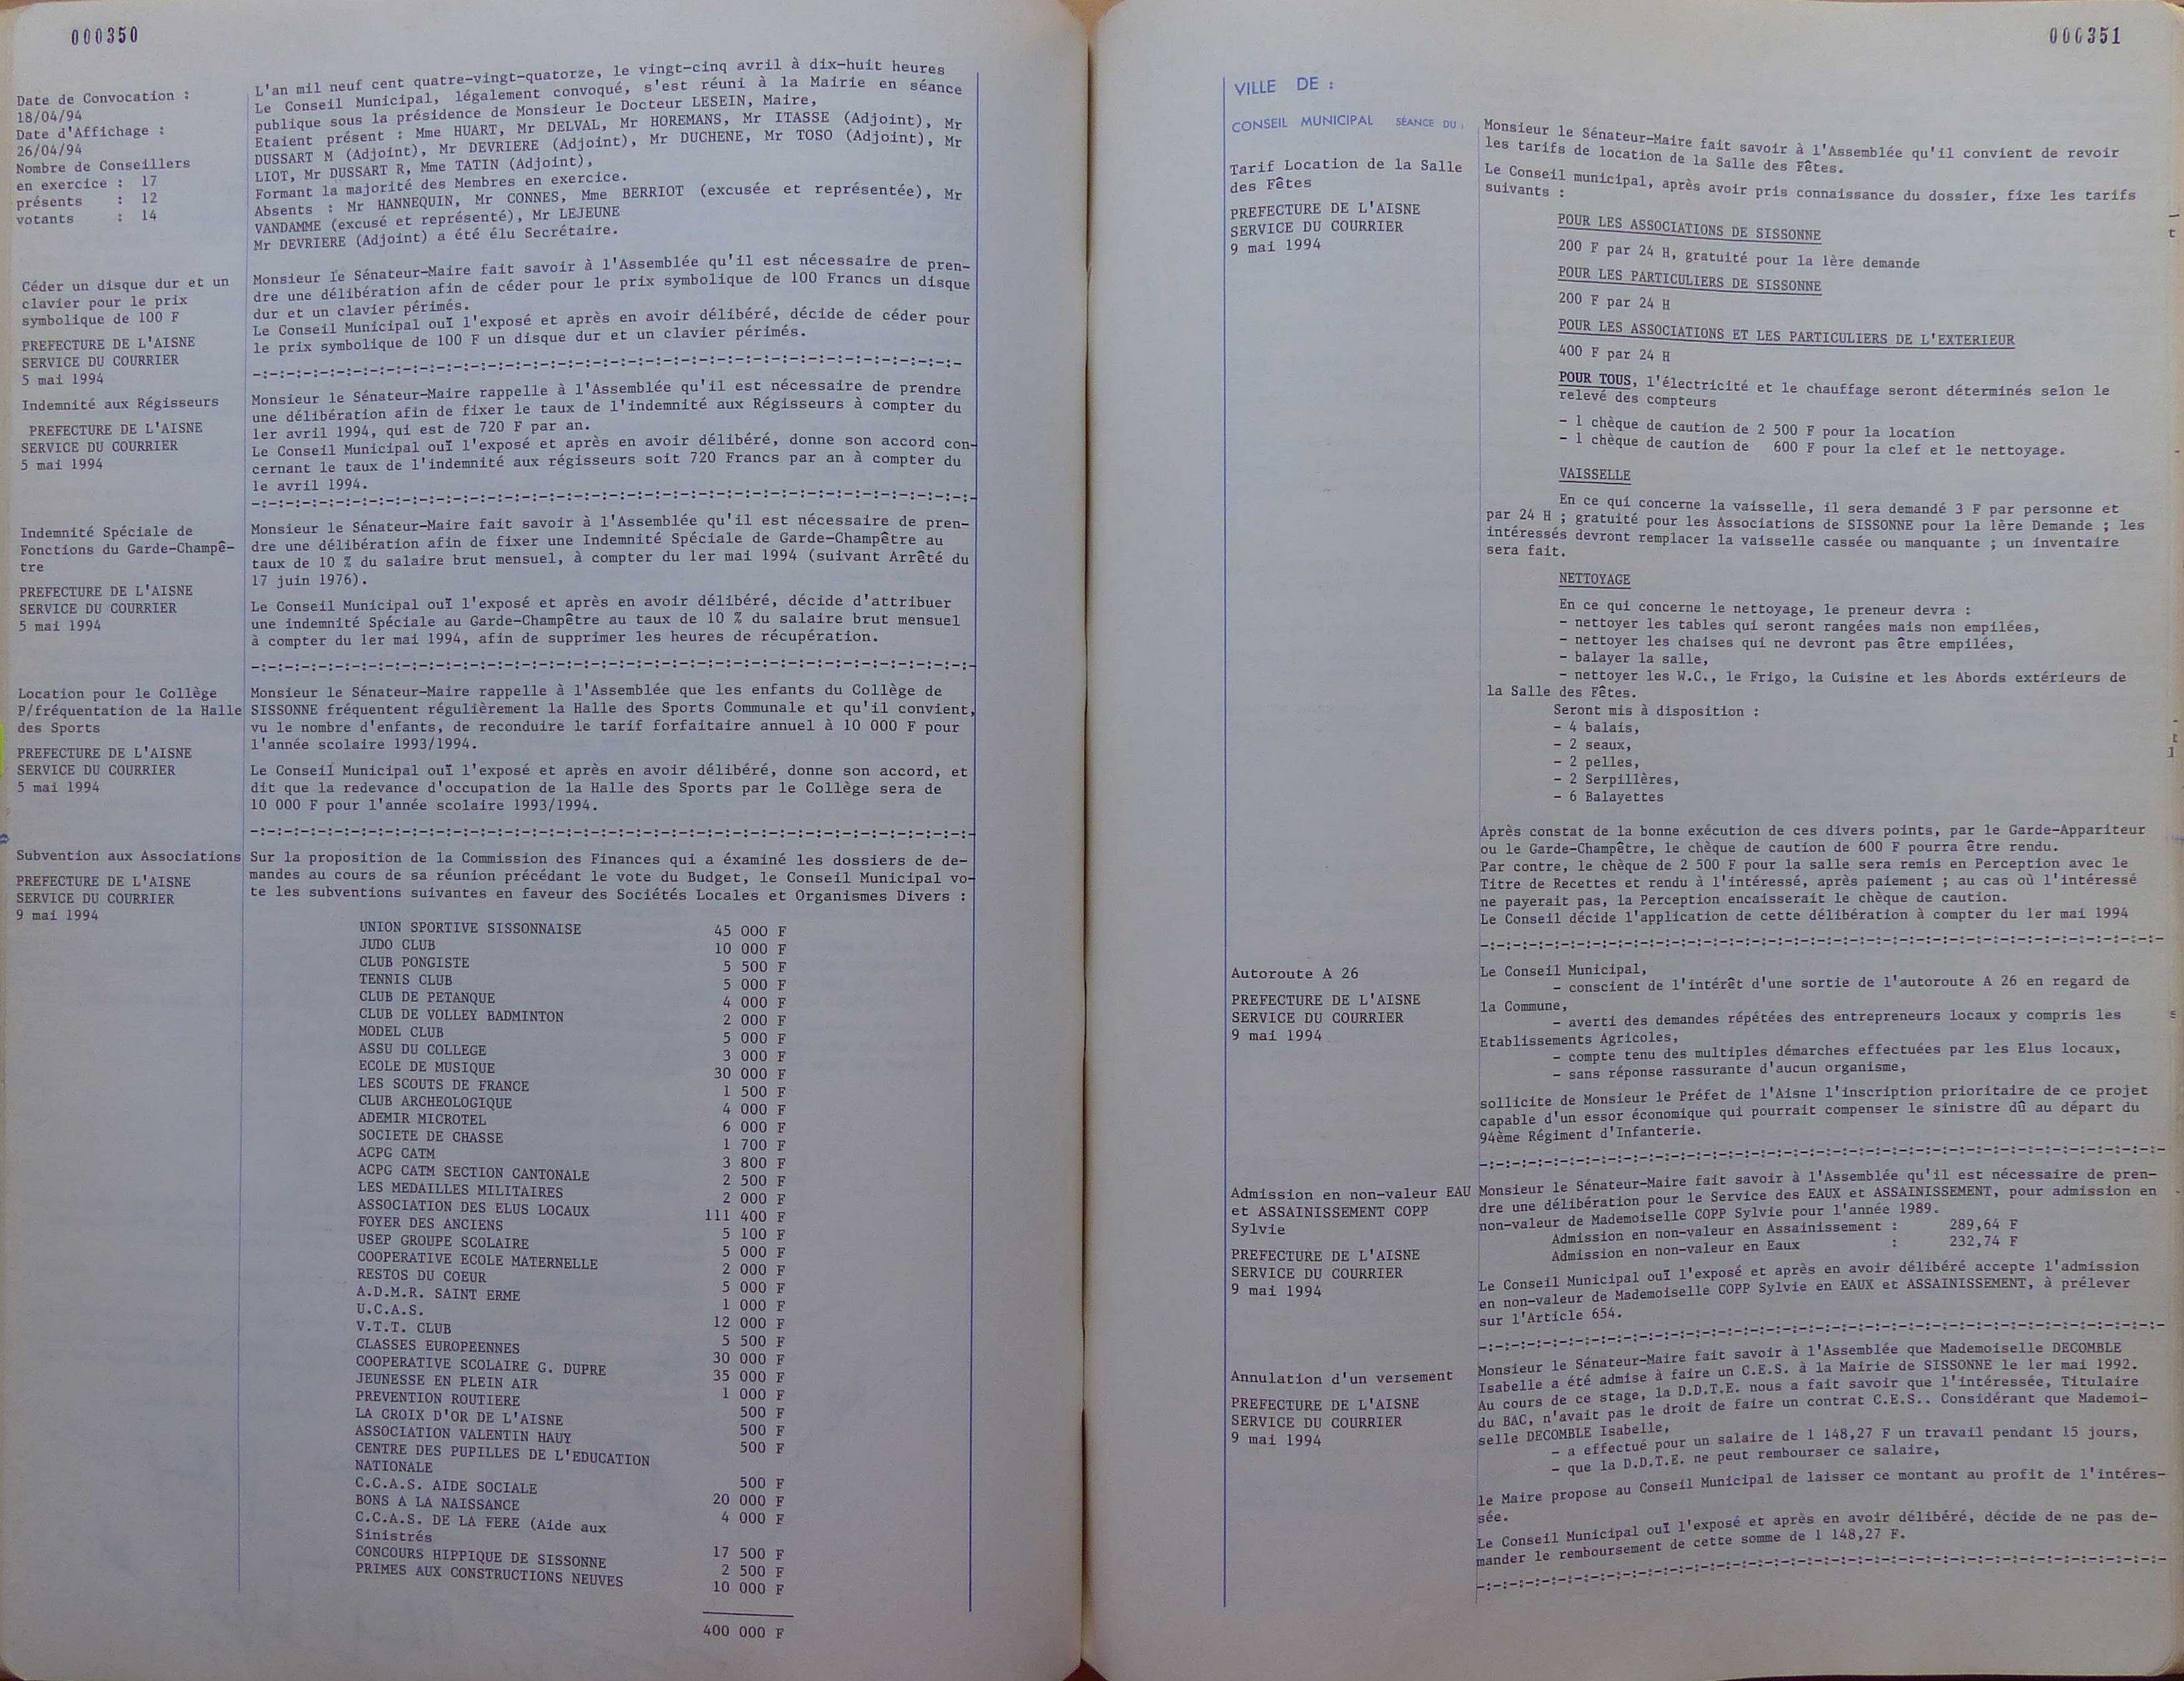 000350
Date de Convocation :
18/04/94
Date d'Affichage :
26/04/94
Nombre de Conseillers
en exercice : 17
présents : 12
votants : 14
L'an mil neuf cent quatre-vingt-quatorze, le vingt-cinq avril à dix-huit heures
Le Conseil Municipal, légalement convoqué, s'est réuni à la Mairie en séance
publique sous la présidence de Monsieur le Docteur LESEIN, Maire,
Etaient présent : Mme HUART, Mr DELVAL, Mr HOREMANS, Mr ITASSE (Adjoint), Mr
DUSSART M (Adjoint), Mr DEVRIERE (Adjoint), Mr DUCHENE, Mr TOSO (Adjoint), Mr
LIOT, Mr DUSSART R, Mme TATIN (Adjoint),
Formant la majorité des Membres en exercice.
Absents : Mr HANNEQUIN, Mr CONNES, Mme BERRIOT (excusée et représentée), Mr
VANDAMME (excusé et représenté), Mr LEJEUNE
Mr DEVRIERE (Adjoint) a été élu Secrétaire.
Céder un disque dur et un
clavier pour le prix
symbolique de 100 F
PREFECTURE DE L'AISNE
SERVICE DU COURRIER
5 mai 1994
Monsieur le Sénateur-Maire fait savoir à l'Assemblée qu'il est nécessaire de pren-
dre une délibération afin de céder pour le prix symbolique de 100 Francs un disque
dur et un clavier périmés.
Le Conseil Municipal ouï l'exposé et après en avoir délibéré, décide de céder pour
le prix symbolique de 100 F un disque dur et un clavier périmés.
-:-:-:-:-:-:-:-:-:-:-:-:-:-:-:-:-:-:-:-:-:-:-:-:-:-:-:-:-:-:-:-:-:-:-:-:-:-:-:-
Indemnité aux Régisseurs
PREFECTURE DE L'AISNE
SERVICE DU COURRIER
5 mai 1994
Monsieur le Sénateur-Maire rappelle à l'Assemblée qu'il est nécessaire de prendre
une délibération afin de fixer le taux de l'indemnité aux Régisseurs à compter du
1er avril 1994, qui est de 720 F par an.
Le Conseil Municipal ouï l'exposé et après en avoir délibéré, donne son accord con-
cernant le taux de l'indemnité aux régisseurs soit 720 Francs par an à compter du
le avril 1994.
-:-:-:-:-:-:-:-:-:-:-:-:-:-:-:-:-:-:-:-:-:-:-:-:-:-:-:-:-:-:-:-:-:-:-:-:-:-:-:-:-
Indemnité Spéciale de
Fonctions du Garde-Champê-
tre
PREFECTURE DE L'AISNE
SERVICE DU COURRIER
5 mai 1994
Monsieur le Sénateur-Maire fait savoir à l'Assemblée qu'il est nécessaire de pren-
dre une délibération afin de fixer une Indemnité Spéciale de Garde-Champêtre au
taux de 10 % du salaire brut mensuel, à compter du 1er mai 1994 (suivant Arrêté du
17 juin 1976).
Le Conseil Municipal ouï l'exposé et après en avoir délibéré, décide d'attribuer
une indemnité Spéciale au Garde-Champêtre au taux de 10 % du salaire brut mensuel
à compter du 1er mai 1994, afin de supprimer les heures de récupération.
-:-:-:-:-:-:-:-:-:-:-:-:-:-:-:-:-:-:-:-:-:-:-:-:-:-:-:-:-:-:-:-:-:-:-:-:-:-:-:-:-
Location pour le Collège
P/fréquentation de la Halle
des Sports
PREFECTURE DE L'AISNE
SERVICE DU COURRIER
5 mai 1994
Monsieur le Sénateur-Maire rappelle à l'Assemblée que les enfants du Collège de
SISSONNE fréquentent régulièrement la Halle des Sports Communale et qu'il convient,
vu le nombre d'enfants, de reconduire le tarif forfaitaire annuel à 10 000 F pour
l'année scolaire 1993/1994.
Le Conseil Municipal ouï l'exposé et après en avoir délibéré, donne son accord, et
dit que la redevance d'occupation de la Halle des Sports par le Collège sera de
10 000 F pour l'année scolaire 1993/1994.
-:-:-:-:-:-:-:-:-:-:-:-:-:-:-:-:-:-:-:-:-:-:-:-:-:-:-:-:-:-:-:-:-:-:-:-:-:-:-:-:-
Subvention aux Associations
PREFECTURE DE L'AISNE
SERVICE DU COURRIER
9 mai 1994
Sur la proposition de la Commission des Finances qui a éxaminé les dossiers de de-
mandes au cours de sa réunion précédant le vote du Budget, le Conseil Municipal vo-
te les subventions suivantes en faveur des Sociétés Locales et Organismes Divers :
UNION SPORTIVE SISSONNAISE 45 000 F
JUDO CLUB 10 000 F
CLUB PONGISTE 5 500 F
TENNIS CLUB 5 000 F
CLUB DE PETANQUE 4 000 F
CLUB DE VOLLEY BADMINTON 2 000 F
MODEL CLUB 5 000 F
ASSU DU COLLEGE 3 000 F
ECOLE DE MUSIQUE 30 000 F
LES SCOUTS DE FRANCE 1 500 F
CLUB ARCHEOLOGIQUE 4 000 F
ADEMIR MICROTEL 6 000 F
SOCIETE DE CHASSE 1 700 F
ACPG CATM 3 800 F
ACPG CATM SECTION CANTONALE 2 500 F
LES MEDAILLES MILITAIRES 2 000 F
ASSOCIATION DES ELUS LOCAUX 111 400 F
FOYER DES ANCIENS 5 100 F
USEP GROUPE SCOLAIRE 5 000 F
COOPERATIVE ECOLE MATERNELLE 2 000 F
RESTOS DU COEUR 5 000 F
A.D.M.R. SAINT ERME 1 000 F
U.C.A.S. 12 000 F
V.T.T. CLUB 5 500 F
CLASSES EUROPEENNES 30 000 F
COOPERATIVE SCOLAIRE G. DUPRE 35 000 F
JEUNESSE EN PLEIN AIR 1 000 F
PREVENTION ROUTIERE 500 F
LA CROIX D'OR DE L'AISNE 500 F
ASSOCIATION VALENTIN HAUY 500 F
CENTRE DES PUPILLES DE L'EDUCATION
NATIONALE 500 F
C.C.A.S. AIDE SOCIALE 20 000 F
BONS A LA NAISSANCE 4 000 F
C.C.A.S. DE LA FERE (Aide aux
Sinistrés 17 500 F
CONCOURS HIPPIQUE DE SISSONNE 2 500 F
PRIMES AUX CONSTRUCTIONS NEUVES 10 000 F
400 000 F
000351
VILLE DE :
CONSEIL MUNICIPAL SÉANCE DU :
Tarif Location de la Salle
des Fêtes
PREFECTURE DE L'AISNE
SERVICE DU COURRIER
9 mai 1994
Monsieur le Sénateur-Maire fait savoir à l'Assemblée qu'il convient de revoir
les tarifs de location de la Salle des Fêtes.
Le Conseil municipal, après avoir pris connaissance du dossier, fixe les tarifs
suivants :
POUR LES ASSOCIATIONS DE SISSONNE
200 F par 24 H, gratuité pour la 1ère demande
POUR LES PARTICULIERS DE SISSONNE
200 F par 24 H
POUR LES ASSOCIATIONS ET LES PARTICULIERS DE L'EXTERIEUR
400 F par 24 H
POUR TOUS, l'électricité et le chauffage seront déterminés selon le
relevé des compteurs
- 1 chèque de caution de 2 500 F pour la location
- 1 chèque de caution de 600 F pour la clef et le nettoyage.
VAISSELLE
En ce qui concerne la vaisselle, il sera demandé 3 F par personne et
par 24 H ; gratuité pour les Associations de SISSONNE pour la 1ère Demande ; les
intéressés devront remplacer la vaisselle cassée ou manquante ; un inventaire
sera fait.
NETTOYAGE
En ce qui concerne le nettoyage, le preneur devra :
- nettoyer les tables qui seront rangées mais non empilées,
- nettoyer les chaises qui ne devront pas être empilées,
- balayer la salle,
- nettoyer les W.C., le Frigo, la Cuisine et les Abords extérieurs de
la Salle des Fêtes.
Seront mis à disposition :
- 4 balais,
- 2 seaux,
- 2 pelles,
- 2 Serpillères,
- 6 Balayettes
Après constat de la bonne exécution de ces divers points, par le Garde-Appariteur
ou le Garde-Champêtre, le chèque de caution de 600 F pourra être rendu.
Par contre, le chèque de 2 500 F pour la salle sera remis en Perception avec le
Titre de Recettes et rendu à l'intéressé, après paiement ; au cas où l'intéressé
ne payerait pas, la Perception encaisserait le chèque de caution.
Le Conseil décide l'application de cette délibération à compter du 1er mai 1994
-:-:-:-:-:-:-:-:-:-:-:-:-:-:-:-:-:-:-:-:-:-:-:-:-:-:-:-:-:-:-:-:-:-:-:-:-:-:-:-
Autoroute A 26
PREFECTURE DE L'AISNE
SERVICE DU COURRIER
9 mai 1994
Le Conseil Municipal,
- conscient de l'intérêt d'une sortie de l'autoroute A 26 en regard de
la Commune,
- averti des demandes répétées des entrepreneurs locaux y compris les
Etablissements Agricoles,
- compte tenu des multiples démarches effectuées par les Elus locaux,
- sans réponse rassurante d'aucun organisme,
sollicite de Monsieur le Préfet de l'Aisne l'inscription prioritaire de ce projet
capable d'un essor économique qui pourrait compenser le sinistre dû au départ du
94ème Régiment d'Infanterie.
-:-:-:-:-:-:-:-:-:-:-:-:-:-:-:-:-:-:-:-:-:-:-:-:-:-:-:-:-:-:-:-:-:-:-:-:-:-:-:-
Admission en non-valeur EAU
et ASSAINISSEMENT COPP
Sylvie
PREFECTURE DE L'AISNE
SERVICE DU COURRIER
9 mai 1994
Monsieur le Sénateur-Maire fait savoir à l'Assemblée qu'il est nécessaire de pren-
dre une délibération pour le Service des EAUX et ASSAINISSEMENT, pour admission en
non-valeur de Mademoiselle COPP Sylvie pour l'année 1989.
Admission en non-valeur en Assainissement : 289,64 F
Admission en non-valeur en Eaux : 232,74 F
Le Conseil Municipal ouï l'exposé et après en avoir délibéré accepte l'admission
en non-valeur de Mademoiselle COPP Sylvie en EAUX et ASSAINISSEMENT, à prélever
sur l'Article 654.
-:-:-:-:-:-:-:-:-:-:-:-:-:-:-:-:-:-:-:-:-:-:-:-:-:-:-:-:-:-:-:-:-:-:-:-:-:-:-:-
Annulation d'un versement
PREFECTURE DE L'AISNE
SERVICE DU COURRIER
9 mai 1994
Monsieur le Sénateur-Maire fait savoir à l'Assemblée que Mademoiselle DECOMBLE
Isabelle a été admise à faire un C.E.S. à la Mairie de SISSONNE le 1er mai 1992.
Au cours de ce stage, la D.D.T.E. nous a fait savoir que l'intéressée, Titulaire
du BAC, n'avait pas le droit de faire un contrat C.E.S.. Considérant que Mademoi-
selle DECOMBLE Isabelle,
- a effectué pour un salaire de 1 148,27 F un travail pendant 15 jours,
- que la D.D.T.E. ne peut rembourser ce salaire,
le Maire propose au Conseil Municipal de laisser ce montant au profit de l'intéres-
sée.
Le Conseil Municipal ouï l'exposé et après en avoir délibéré, décide de ne pas de-
mander le remboursement de cette somme de 1 148,27 F.
-:-:-:-:-:-:-:-:-:-:-:-:-:-:-:-:-:-:-:-:-:-:-:-:-:-:-:-:-:-:-:-:-:-:-:-:-:-:-:-